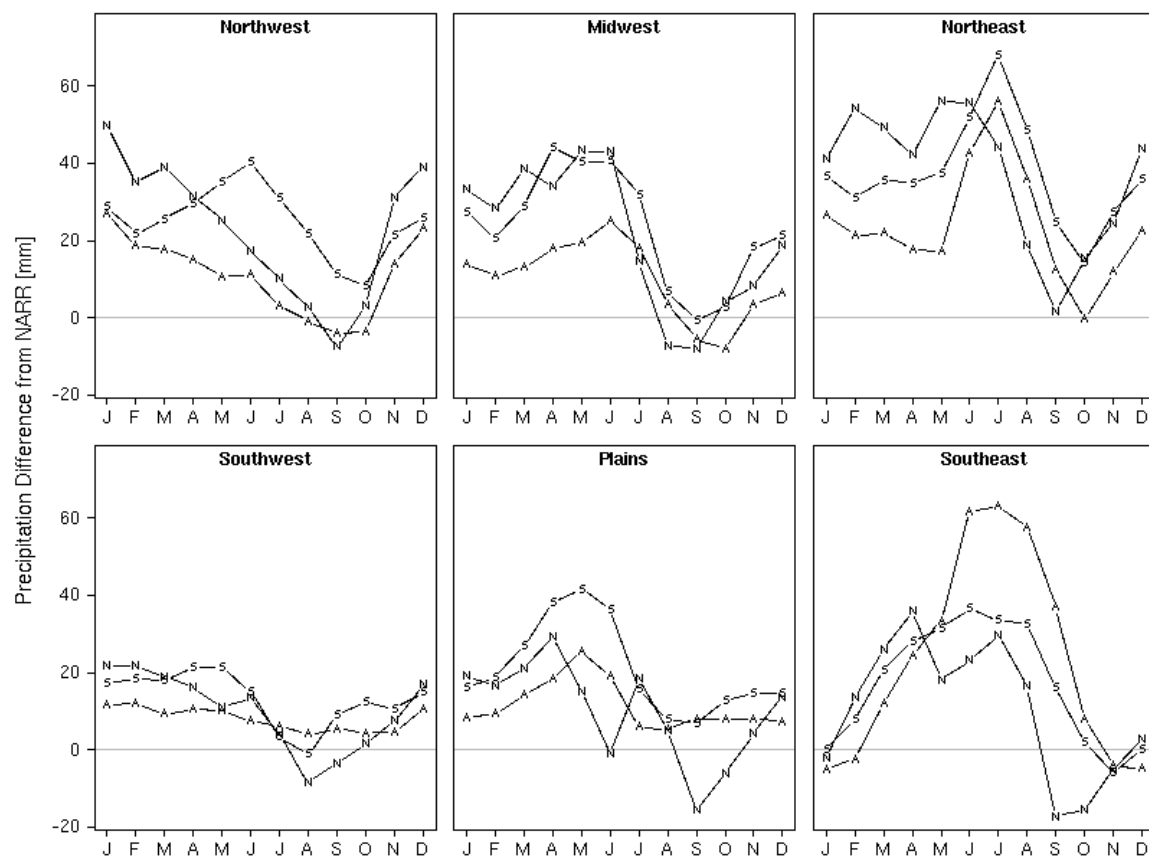 Northwest
Midwest
Northeast
Precipitation Difference from NARR [mm]
60
40
20
0
-20
J F M A M J J A S O N D
J F M A M J J A S O N D
J F M A M J J A S O N D
Southwest
Plains
Southeast
60
40
20
0
-20
J F M A M J J A S O N D
J F M A M J J A S O N D
J F M A M J J A S O N D